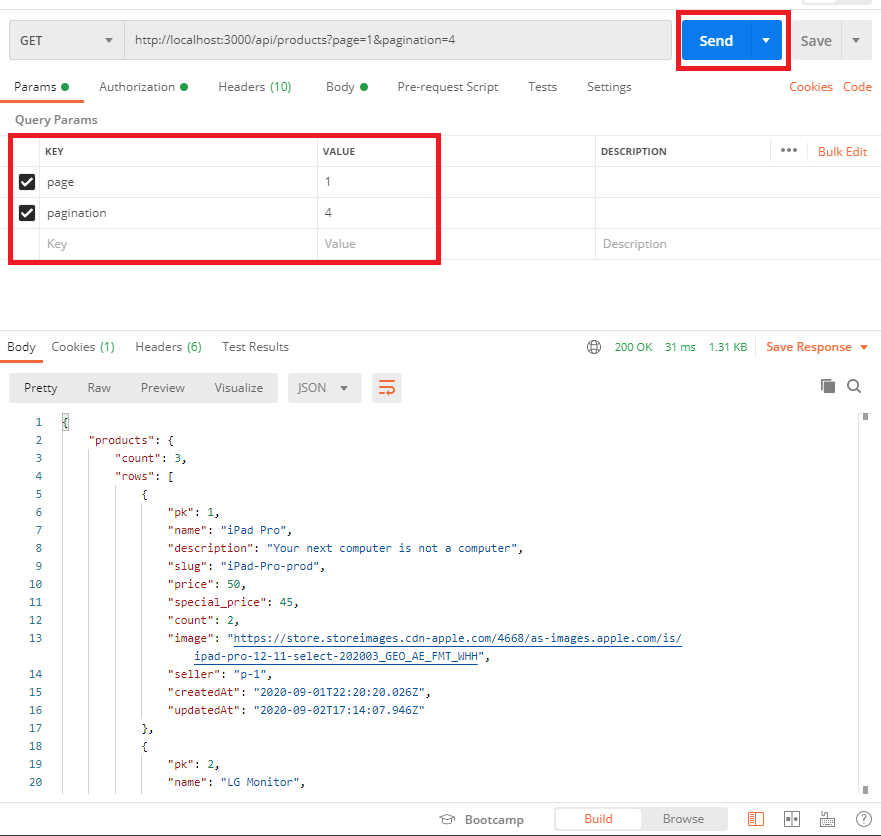 GET http://localhost:3000/api/products?page=1&pagination=4 Send Save
Params Authorization Headers (10) Body Pre-request Script Tests Settings Cookies Code
Query Params
KEY VALUE DESCRIPTION ••• Bulk Edit
page 1
pagination 4
Key Value Description
Body Cookies (1) Headers (6) Test Results 200 OK 31 ms 1.31 KB Save Response
Pretty Raw Preview Visualize JSON
1 {
2 "products": {
3 "count": 3,
4 "rows": [
5 {
6 "pk": 1,
7 "name": "iPad Pro",
8 "description": "Your next computer is not a computer",
9 "slug": "iPad-Pro-prod",
10 "price": 50,
11 "special_price": 45,
12 "count": 2,
13 "image": "https://store.storeimages.cdn-apple.com/4668/as-images.apple.com/is/
ipad-pro-12-11-select-202003_GEO_AE_FMT_WHH",
14 "seller": "p-1",
15 "createdAt": "2020-09-01T22:20:20.026Z",
16 "updatedAt": "2020-09-02T17:14:07.946Z"
17 },
18 {
19 "pk": 2,
20 "name": "LG Monitor",
Bootcamp Build Browse ?